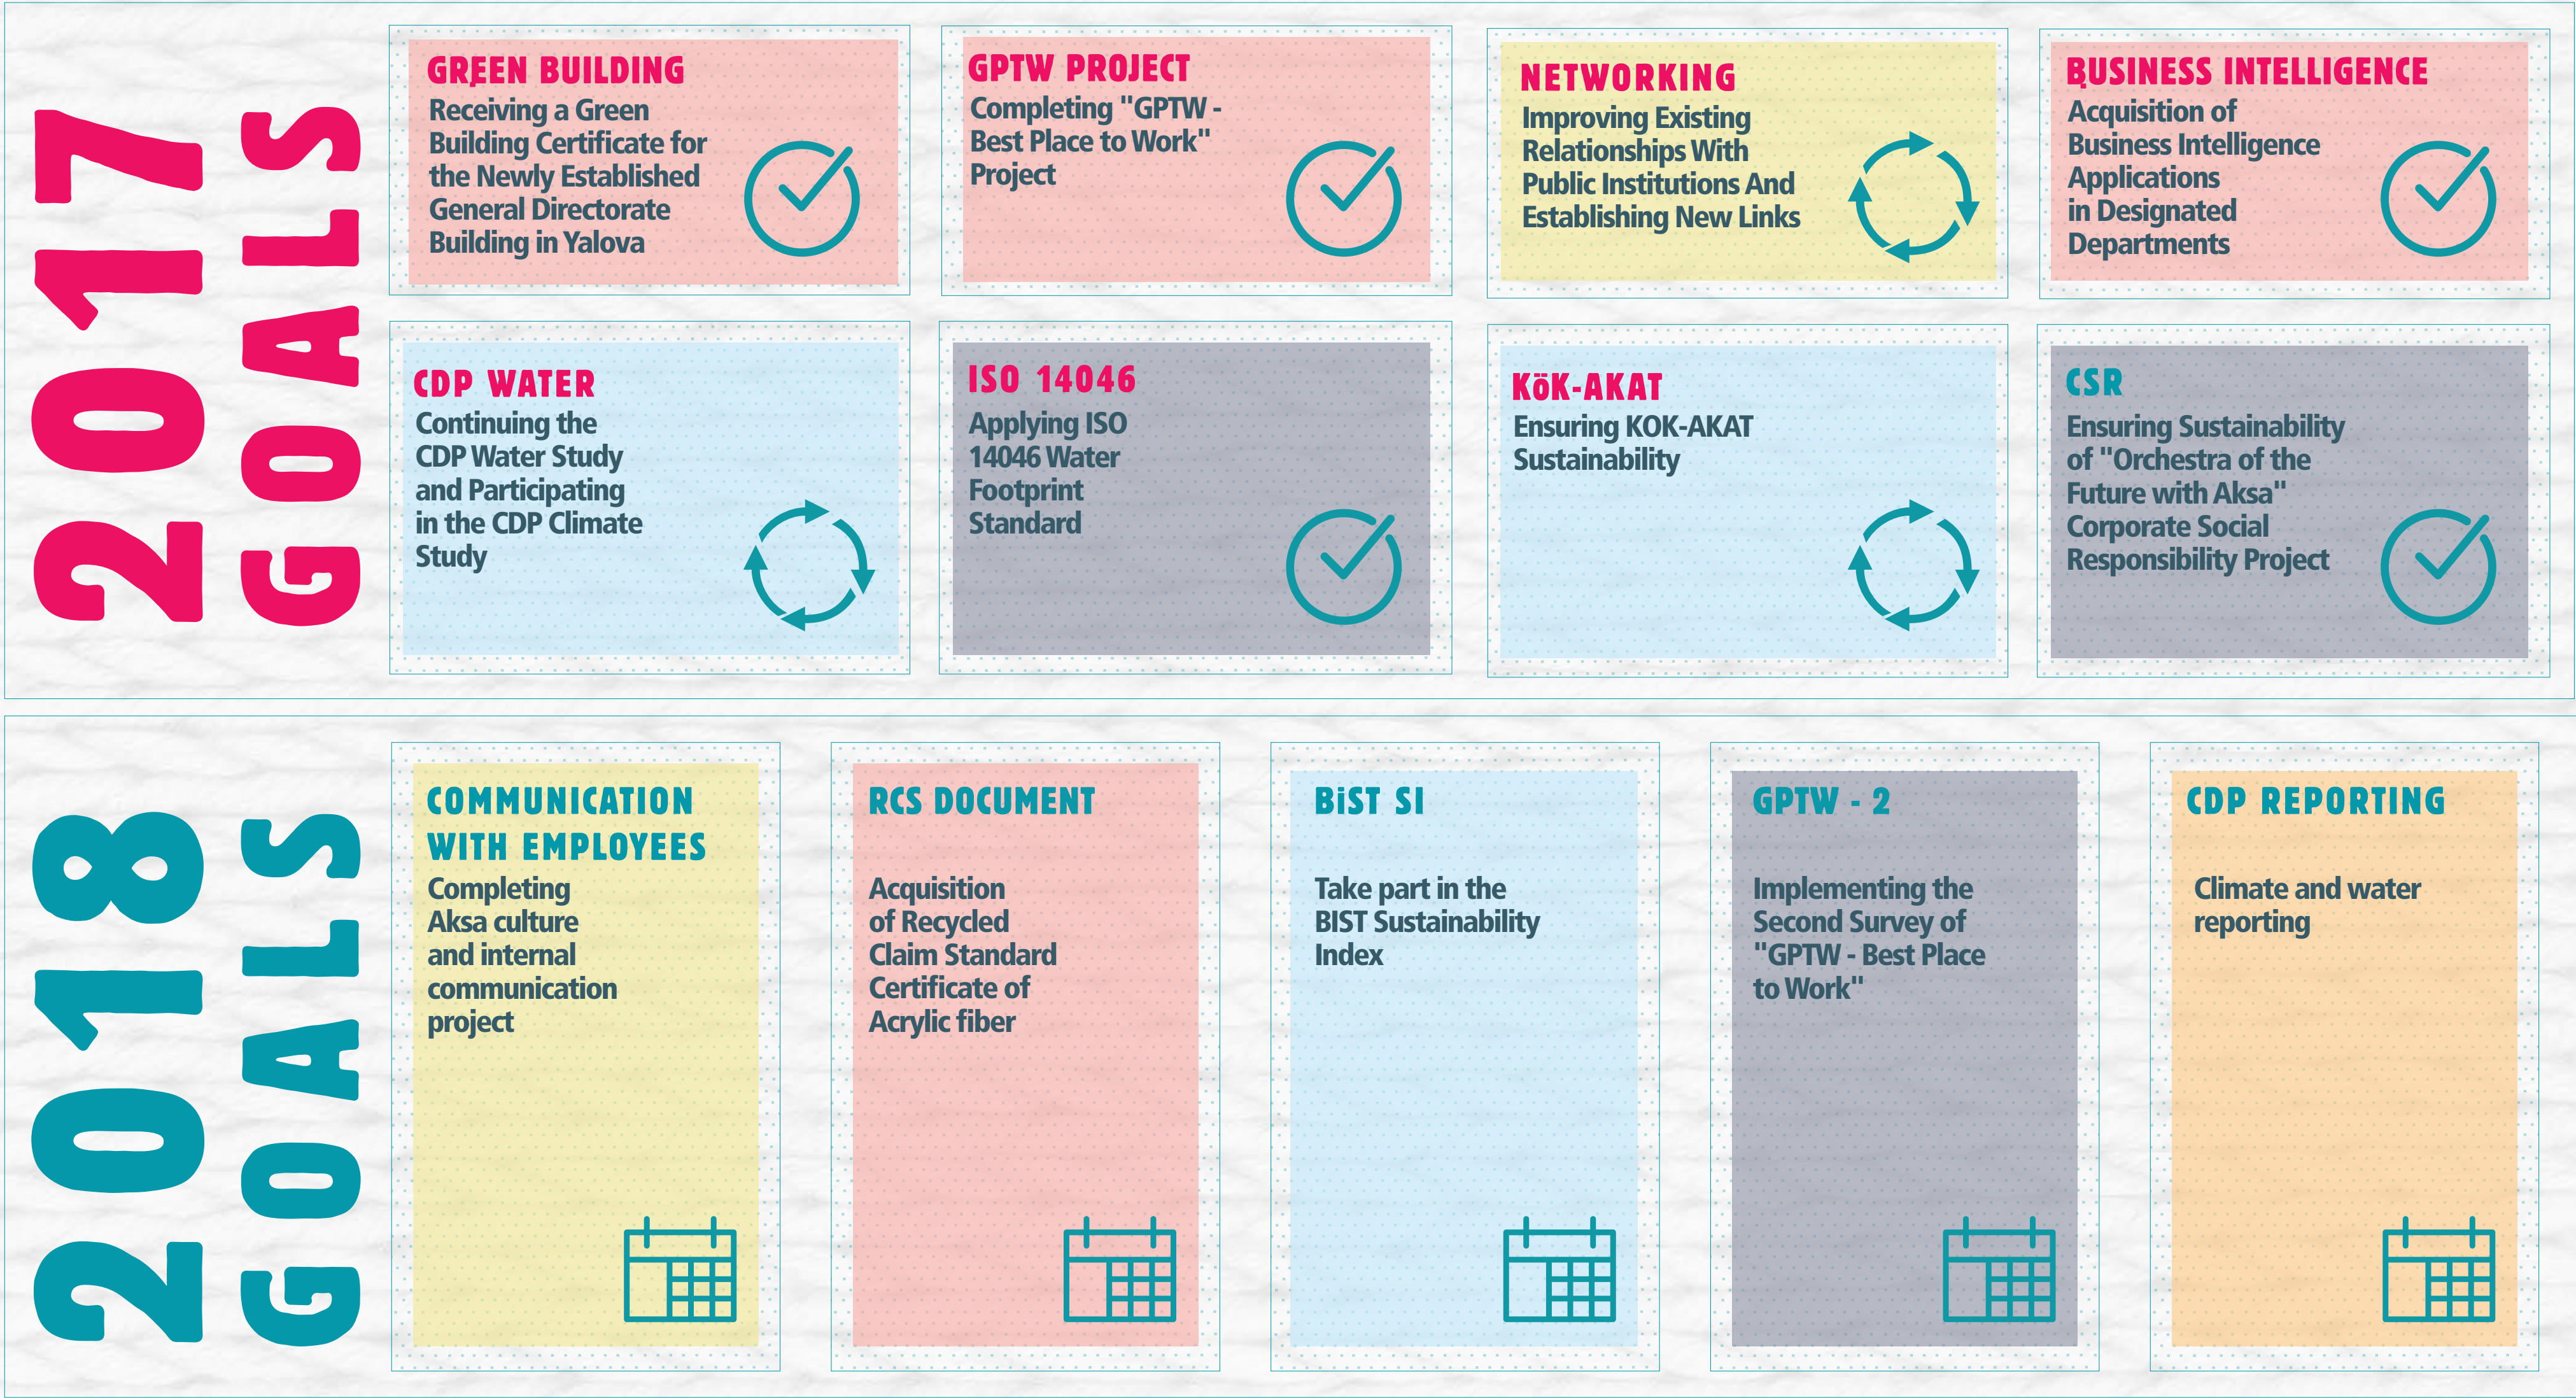 2017
GOALS
GREEN BUILDING
Receiving a Green
Building Certificate for
the Newly Established
General Directorate
Building in Yalova
GPTW PROJECT
Completing "GPTW -
Best Place to Work"
Project
NETWORKING
Improving Existing
Relationships With
Public Institutions And
Establishing New Links
BUSINESS INTELLIGENCE
Acquisition of
Business Intelligence
Applications
in Designated
Departments
CDP WATER
Continuing the
CDP Water Study
and Participating
in the CDP Climate
Study
ISO 14046
Applying ISO
14046 Water
Footprint
Standard
KöK-AKAT
Ensuring KOK-AKAT
Sustainability
CSR
Ensuring Sustainability
of "Orchestra of the
Future with Aksa"
Corporate Social
Responsibility Project
2018
GOALS
COMMUNICATION
WITH EMPLOYEES
Completing
Aksa culture
and internal
communication
project
RCS DOCUMENT
Acquisition
of Recycled
Claim Standard
Certificate of
Acrylic fiber
BiST SI
Take part in the
BIST Sustainability
Index
GPTW - 2
Implementing the
Second Survey of
"GPTW - Best Place
to Work"
CDP REPORTING
Climate and water
reporting